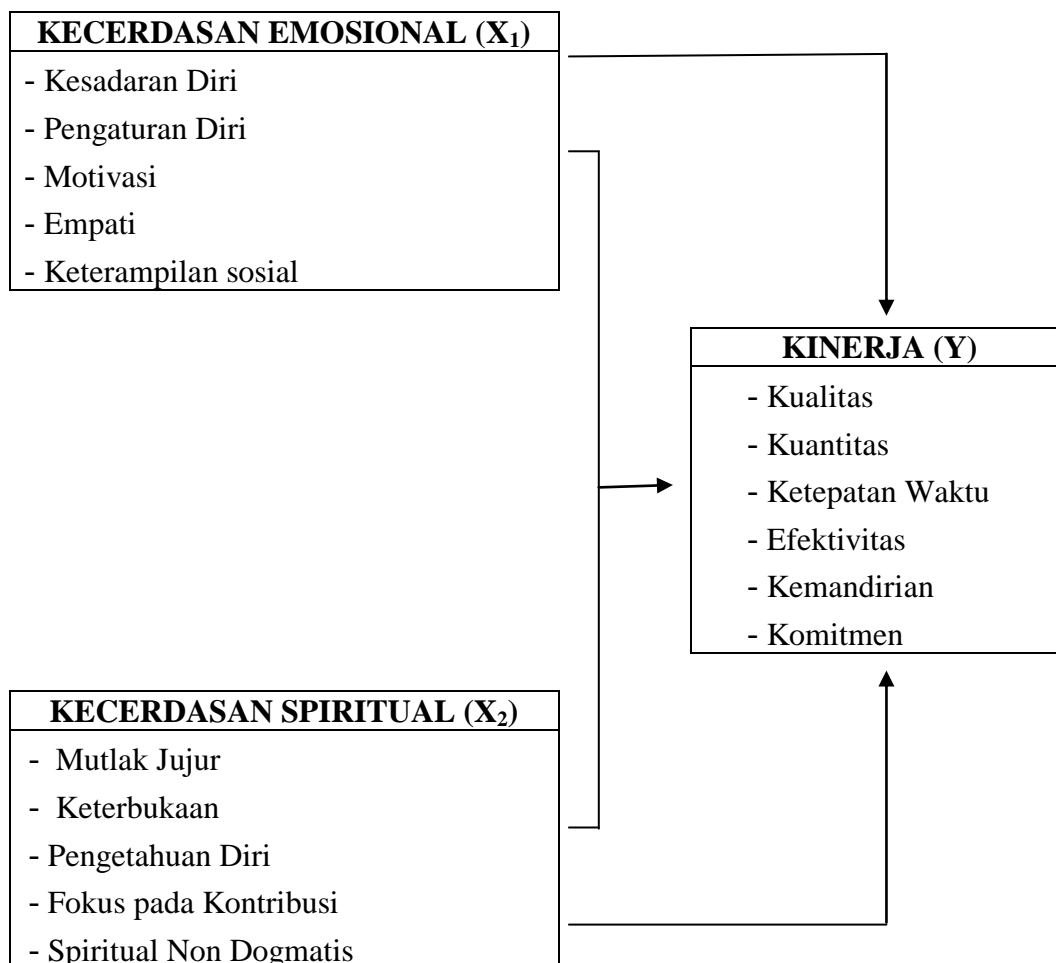 KECERDASAN EMOSIONAL (X₁)
- Kesadaran Diri
- Pengaturan Diri
- Motivasi
- Empati
- Keterampilan sosial
KINERJA (Y)
- Kualitas
- Kuantitas
- Ketepatan Waktu
- Efektivitas
- Kemandirian
- Komitmen
KECERDASAN SPIRITUAL (X₂)
- Mutlak Jujur
- Keterbukaan
- Pengetahuan Diri
- Fokus pada Kontribusi
- Spiritual Non Dogmatis